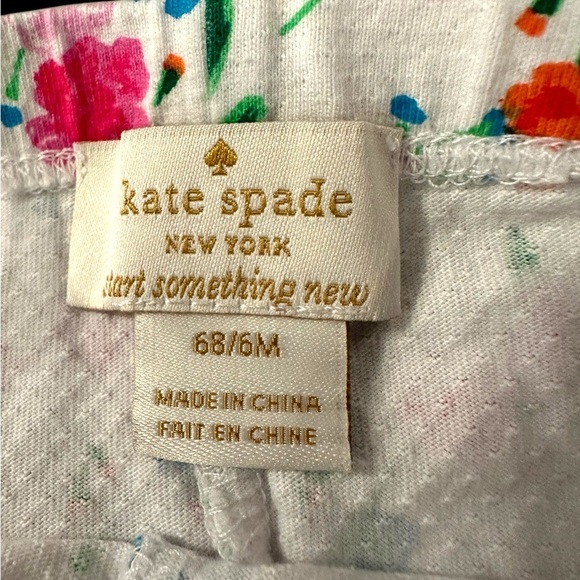 kate spade
NEW YORK
start something new
68/6M
MADE IN CHINA
FAIT EN CHINE